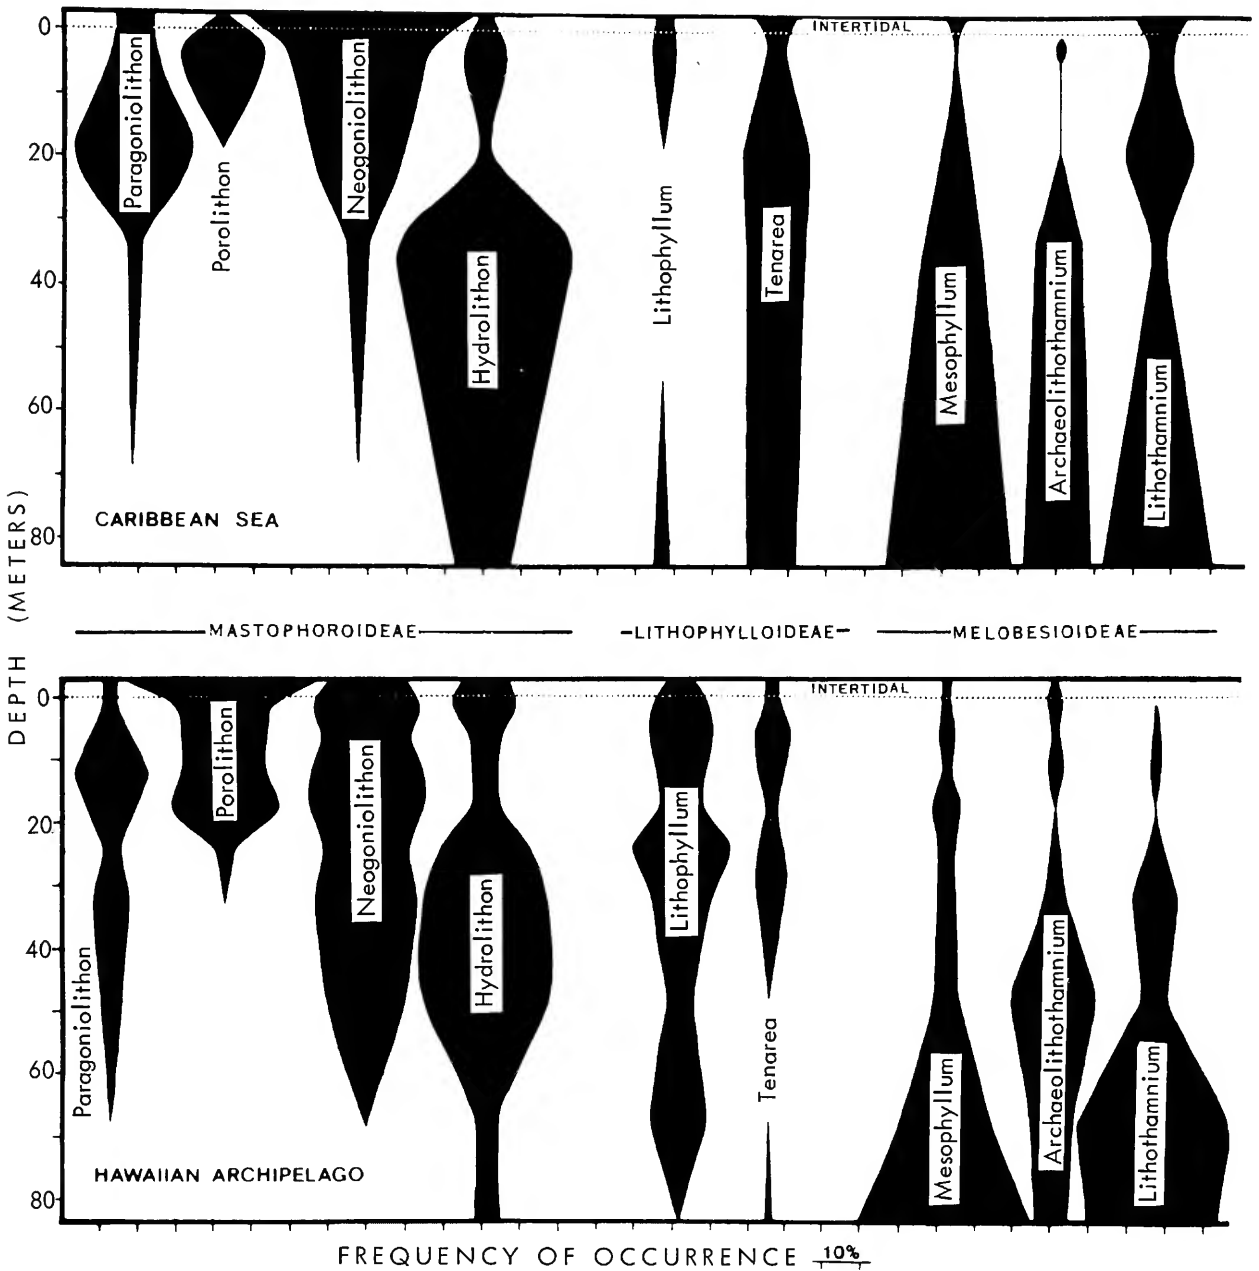 INTERTIDAL
0
20
40
60
80
Paragoniolithon
Porolithon
Neogoniolithon
Hydrolithon
Lithophyllum
Tenarea
Mesophyllum
Archaeolithothamnium
Lithothamnium
CARIBBEAN SEA
DEPTH (METERS)
MASTOPHOROIDEAE
LITHOPHYLLOIDEAE
MELOBESIOIDEAE
INTERTIDAL
0
20
40
60
80
Paragoniolithon
Porolithon
Neogoniolithon
Hydrolithon
Lithophyllum
Tenarea
Mesophyllum
Archaeolithothamnium
Lithothamnium
HAWAIIAN ARCHIPELAGO
FREQUENCY OF OCCURRENCE 10%